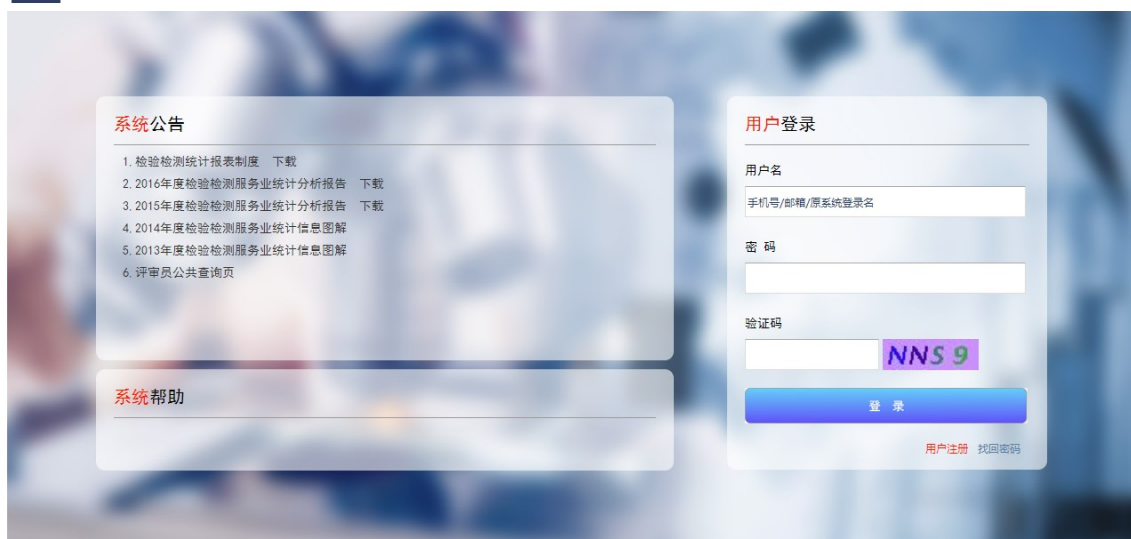 系统公告
1.检验检测统计报表制度 下载
2.2016年度检验检测服务业统计分析报告 下载
3.2015年度检验检测服务业统计分析报告 下载
4.2014年度检验检测服务业统计信息图解
5.2013年度检验检测服务业统计信息图解
6.评审员公共查询页
系统帮助
用户登录
用户名
手机号/邮箱/原系统登录名
密 码
验证码
NNS9
登 录
用户注册 找回密码